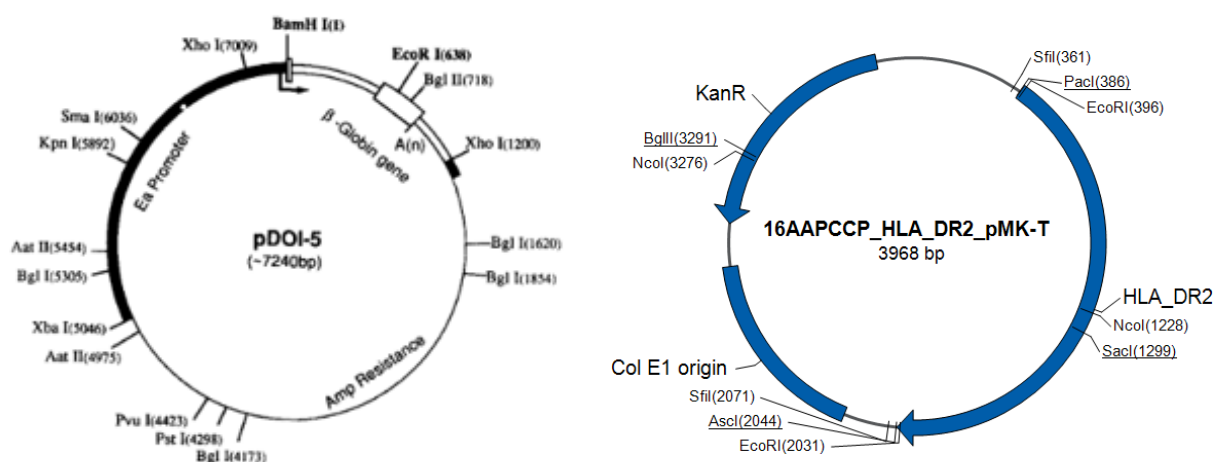 BamH I(1)
Xho I(7009)
EcoR I(638)
Bgl II(718)
Sma I(6036)
Kpn I(5892)
β-Globin gene
A(n)
Xho I(1200)
Ea Promoter
pDOI-5
(~7240bp)
Aat II(5454)
Bgl I(5305)
Bgl I(1620)
Bgl I(1854)
Xba I(5046)
Aat II(4975)
Amp Resistance
Pvu I(4423)
Pst I(4298)
Bgl I(4173)
SfiI(361)
PacI(386)
EcoRI(396)
KanR
BglII(3291)
NcoI(3276)
16AAPCCP_HLA_DR2_pMK-T
3968 bp
HLA_DR2
NcoI(1228)
SacI(1299)
Col E1 origin
SfiI(2071)
AscI(2044)
EcoRI(2031)